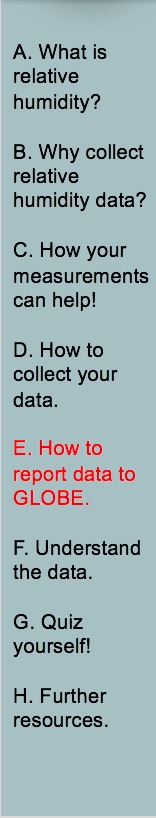 A. What is
relative
humidity?
B. Why collect
relative
humidity data?
C. How your
measurements
can help!
D. How to
collect your
data.
E. How to
report data to
GLOBE.
F. Understand
the data.
G. Quiz
yourself!
H. Further
resources.